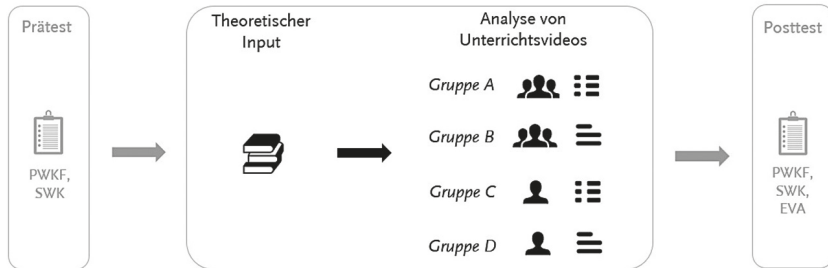 Prätest
PWKF,
SWK
Theoretischer
Input
Analyse von
Unterrichtsvideos
Gruppe A
Gruppe B
Gruppe C
Gruppe D
Posttest
PWKF,
SWK,
EVA